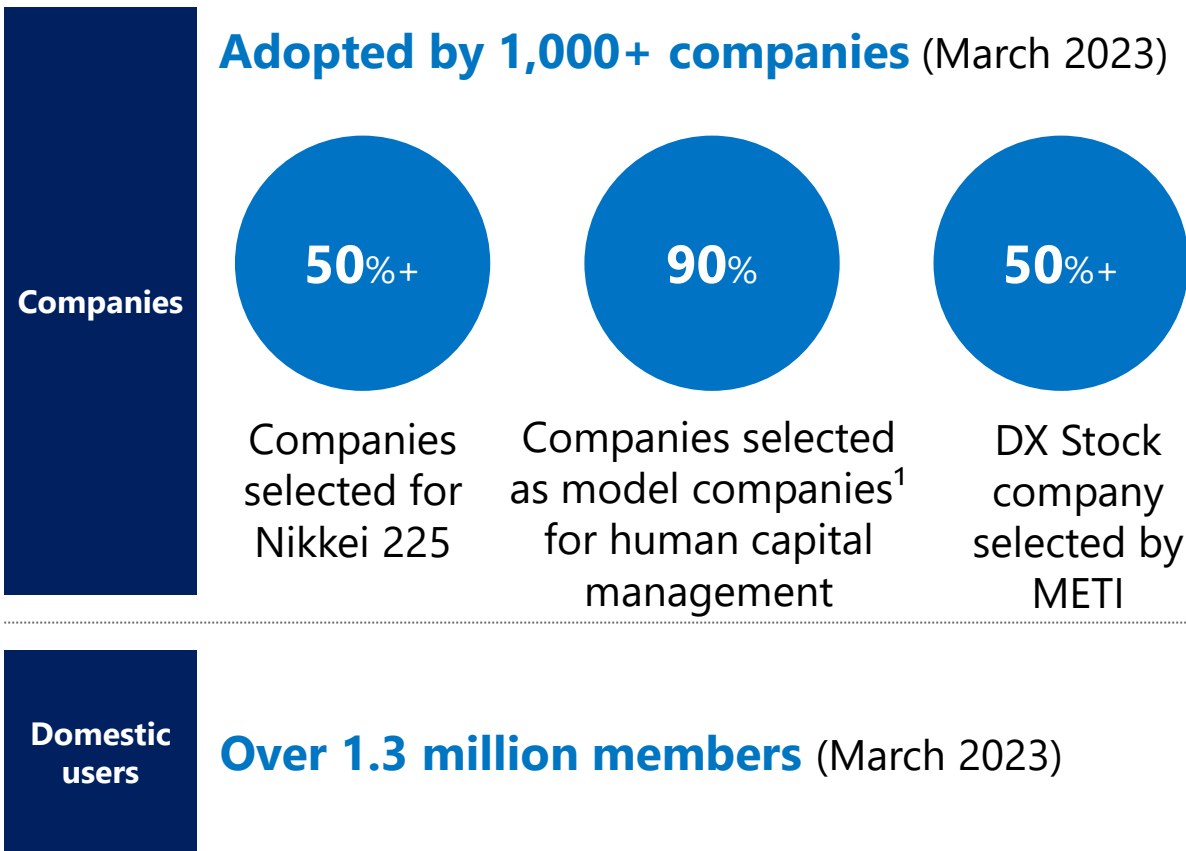 Adopted by 1,000+ companies (March 2023)
Companies
50%+
90%
50%+
Companies
selected for
Nikkei 225
Companies selected
as model companies¹
for human capital
management
DX Stock
company
selected by
METI
Domestic
users
Over 1.3 million members (March 2023)